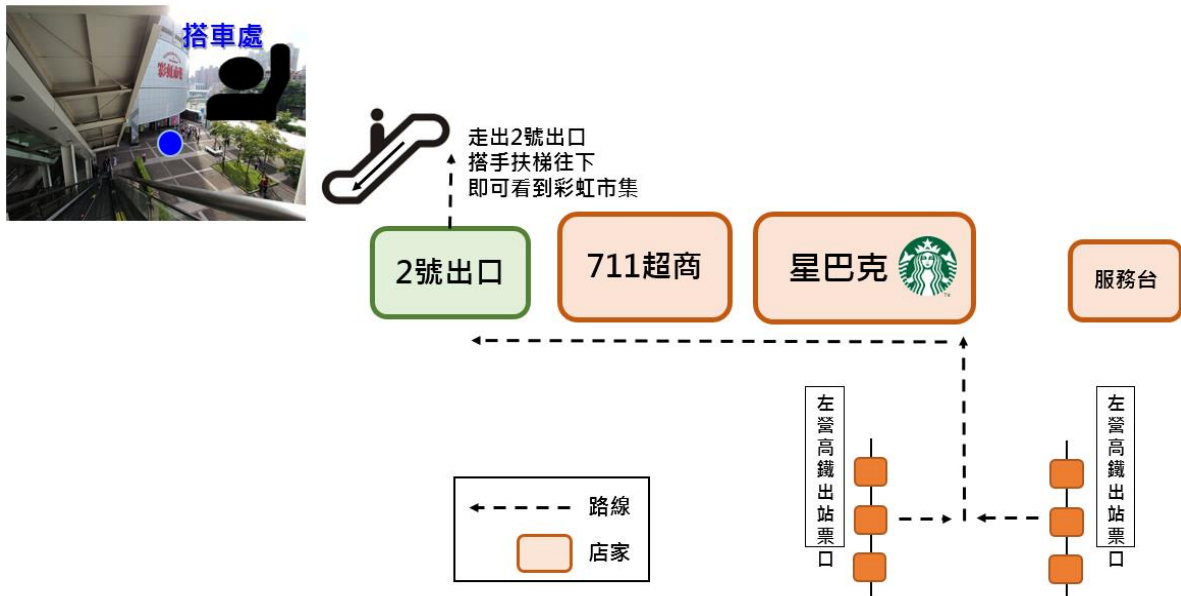 搭車處
彩虹市集
走出2號出口
搭手扶梯往下
即可看到彩虹市集
2號出口
711超商
星巴克
TM
服務台
左營高鐵出站票口
左營高鐵出站票口
路線
店家